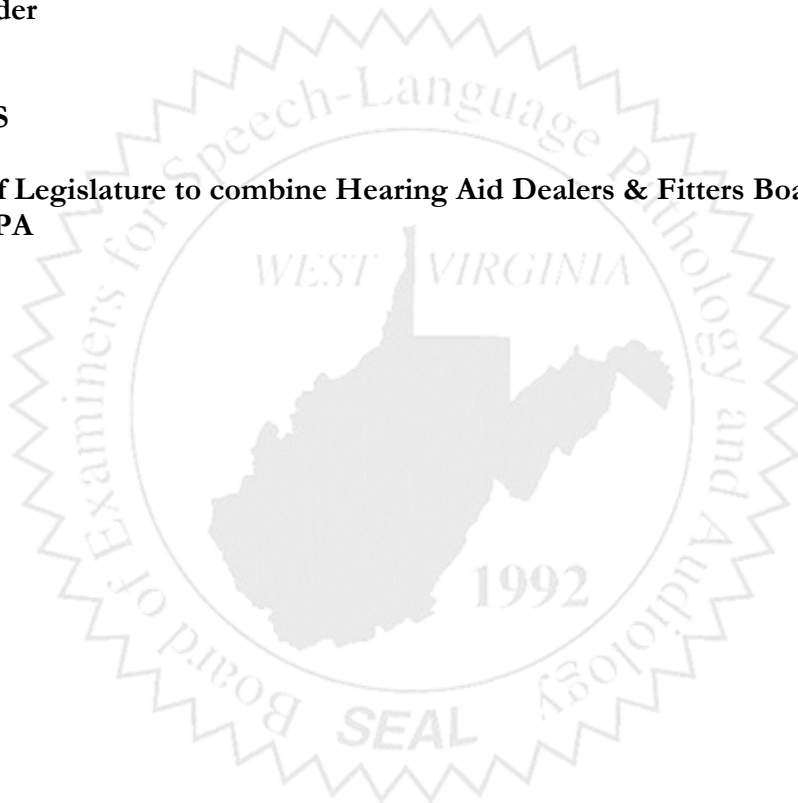 der
S
f Legislature to combine Hearing Aid Dealers & Fitters Boa
PA
Board of Examiners for Speech-Language Pathology and Audiology
WEST VIRGINIA
1992
SEAL